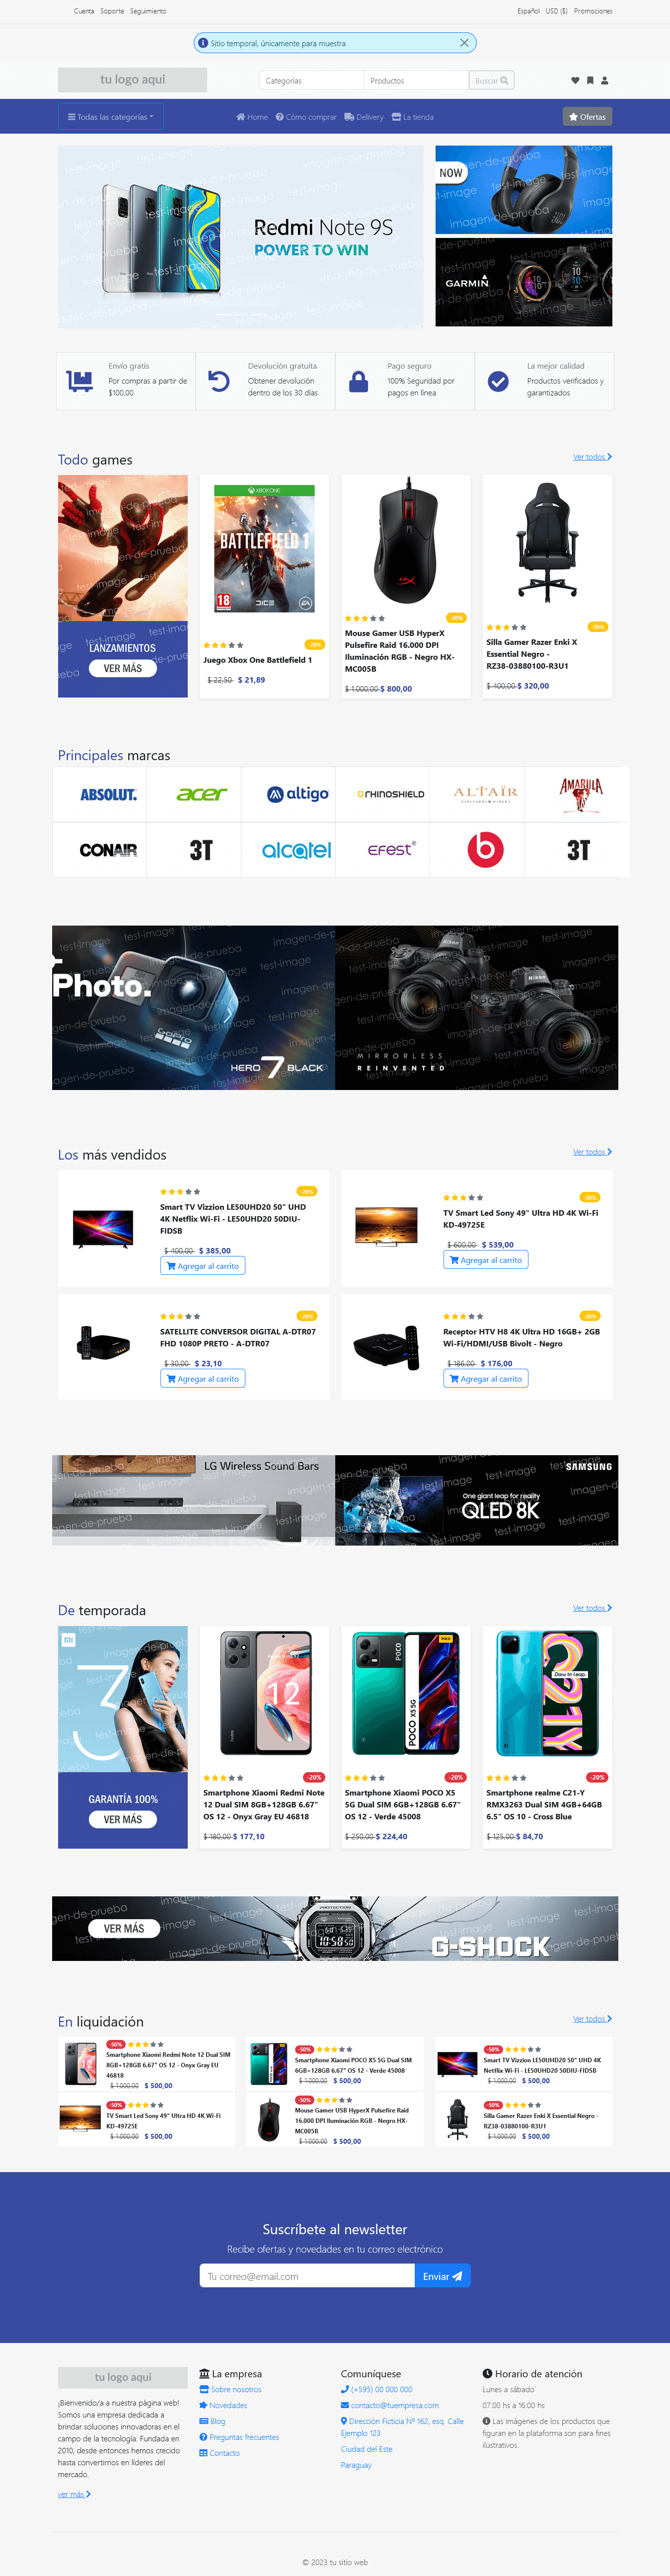 Cuenta Soporte Seguimiento
Español USD ($) Promociones
Sitio temporal, únicamente para muestra
tu logo aqui
Categorías
Productos
Buscar
Todas las categorías
Home
Cómo comprar
Delivery
La tienda
Ofertas
Redmi Note 9S
POWER TO WIN
NOW
GARMIN
Envío gratis
Por compras a partir de
$100,00
Devolución gratuita
Obtener devolución
dentro de los 30 días
Pago seguro
100% Seguridad por
pagos en línea
La mejor calidad
Productos verificados y
garantizados
Todo games
Ver todos
LANZAMIENTOS
VER MÁS
XBOX ONE
BATTLEFIELD 1
18
DICE
EA
-20%
Juego Xbox One Battlefield 1
$ 22,50 $ 21,89
-20%
Mouse Gamer USB HyperX
Pulsefire Raid 16.000 DPI
Iluminación RGB - Negro HX-
MC005B
$ 1.000,00 $ 800,00
-20%
Silla Gamer Razer Enki X
Essential Negro -
RZ38-03880100-R3U1
$ 400,00 $ 320,00
Principales marcas
ABSOLUT.
acer
altigo
RHINOSHIELD
ALTAÏR
AMARULA
CONAIR
3T
alcatel
EFEST
3T
Photo.
GoPro
HERO 7 BLACK
Nikon
MIRRORLESS
REINVENTED
Los más vendidos
Ver todos
-20%
Smart TV Vizzion LE50UHD20 50" UHD
4K Netflix Wi-Fi - LE50UHD20 50DIU-
FIDSB
$ 400,00 $ 385,00
Agregar al carrito
-20%
TV Smart Led Sony 49" Ultra HD 4K Wi-Fi
KD-49725E
$ 600,00 $ 539,00
Agregar al carrito
-20%
SATELLITE CONVERSOR DIGITAL A-DTR07
FHD 1080P PRETO - A-DTR07
$ 30,00 $ 23,10
Agregar al carrito
-20%
Receptor HTV H8 4K Ultra HD 16GB+ 2GB
Wi-Fi/HDMI/USB Bivolt - Negro
$ 186,00 $ 176,00
Agregar al carrito
LG Wireless Sound Bars
SAMSUNG
One giant leap for reality
QLED 8K
De temporada
Ver todos
MI
3
GARANTÍA 100%
VER MÁS
12
-20%
Smartphone Xiaomi Redmi Note
12 Dual SIM 8GB+128GB 6.67"
OS 12 - Onyx Gray EU 46818
$ 180,00 $ 177,10
POCO
POCO X5 5G
-20%
Smartphone Xiaomi POCO X5
5G Dual SIM 6GB+128GB 6.67"
OS 12 - Verde 45008
$ 250,00 $ 224,40
Dare to Leap.
C21Y
-20%
Smartphone realme C21-Y
RMX3263 Dual SIM 4GB+64GB
6.5" OS 10 - Cross Blue
$ 125,00 $ 84,70
VER MÁS
G-SHOCK
En liquidación
Ver todos
-50%
Smartphone Xiaomi Redmi Note 12 Dual SIM
8GB+128GB 6.67" OS 12 - Onyx Gray EU
46818
$ 1.000,00 $ 500,00
-50%
Smartphone Xiaomi POCO X5 5G Dual SIM
6GB+128GB 6.67" OS 12 - Verde 45008
$ 1.000,00 $ 500,00
-50%
Smart TV Vizzion LE50UHD20 50" UHD 4K
Netflix Wi-Fi - LE50UHD20 50DIU-FIDSB
$ 1.000,00 $ 500,00
-50%
TV Smart Led Sony 49" Ultra HD 4K Wi-Fi
KD-49725E
$ 1.000,00 $ 500,00
-50%
Mouse Gamer USB HyperX Pulsefire Raid
16.000 DPI Iluminación RGB - Negro HX-
MC005B
$ 1.000,00 $ 500,00
-50%
Silla Gamer Razer Enki X Essential Negro -
RZ38-03880100-R3U1
$ 1.000,00 $ 500,00
Suscríbete al newsletter
Recibe ofertas y novedades en tu correo electrónico
Tu correo@email.com
Enviar
tu logo aqui
¡Bienvenido/a a nuestra página web!
Somos una empresa dedicada a
brindar soluciones innovadoras en el
campo de la tecnología. Fundada en
2010, desde entonces hemos crecido
hasta convertirnos en líderes del
mercado.
ver más
La empresa
Sobre nosotros
Novedades
Blog
Preguntas frecuentes
Contacto
Comuníquese
(+595) 00 000 000
contacto@tuempresa.com
Dirección Ficticia Nº 162, esq. Calle
Ejemplo 123
Ciudad del Este
Paraguay
Horario de atención
Lunes a sábado
07:00 hs a 16:00 hs
Las imágenes de los productos que
figuran en la plataforma son para fines
ilustrativos.
© 2023 tu sitio web